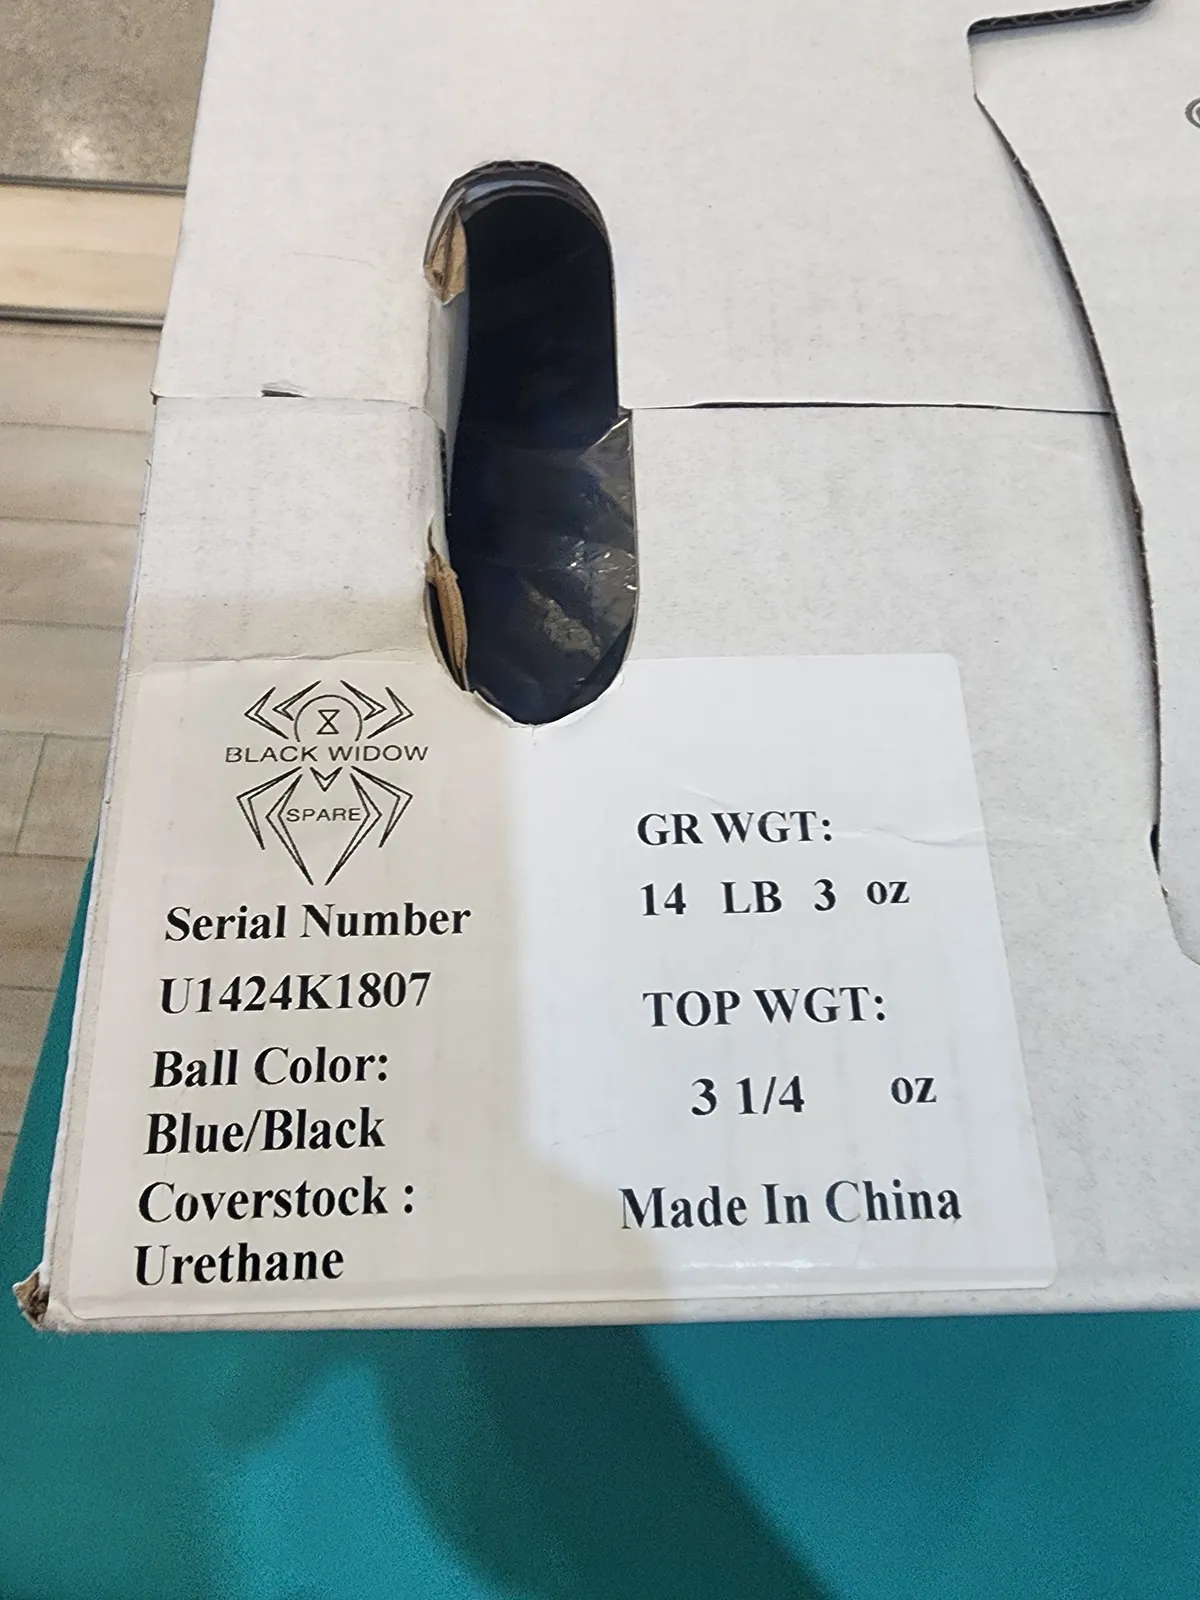 BLACK WIDOW
SPARE
Serial Number
U1424K1807
Ball Color:
Blue/Black
Coverstock :
Urethane
GR WGT:
14 LB 3 oz
TOP WGT:
3 1/4 oz
Made In China